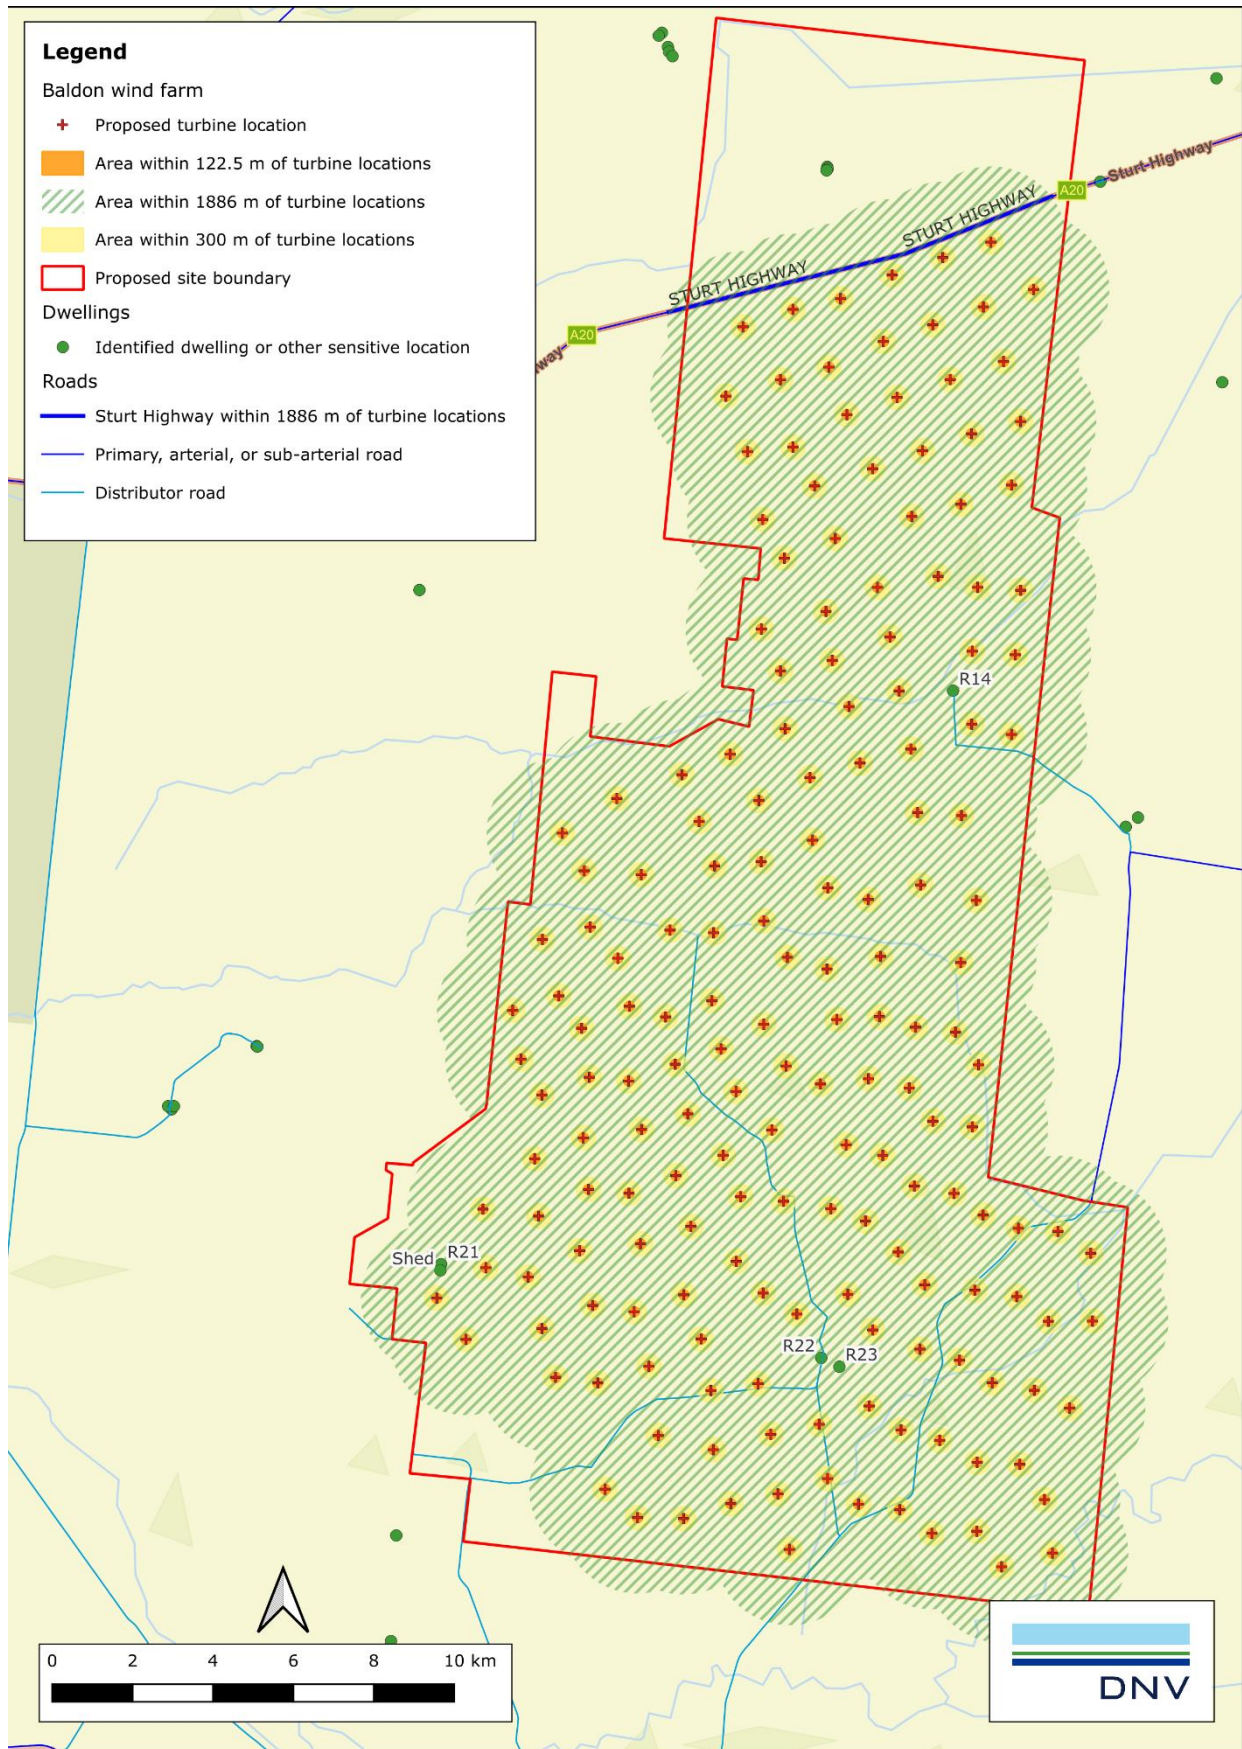 Legend
Baldon wind farm
Proposed turbine location
Area within 122.5 m of turbine locations
Area within 1886 m of turbine locations
Area within 300 m of turbine locations
Proposed site boundary
Dwellings
Identified dwelling or other sensitive location
Roads
Sturt Highway within 1886 m of turbine locations
Primary, arterial, or sub-arterial road
Distributor road
Sturt Highway
A20
STURT HIGHWAY
STURT HIGHWAY
A20
way
R14
R21
Shed
R22
R23
0 2 4 6 8 10 km
DNV